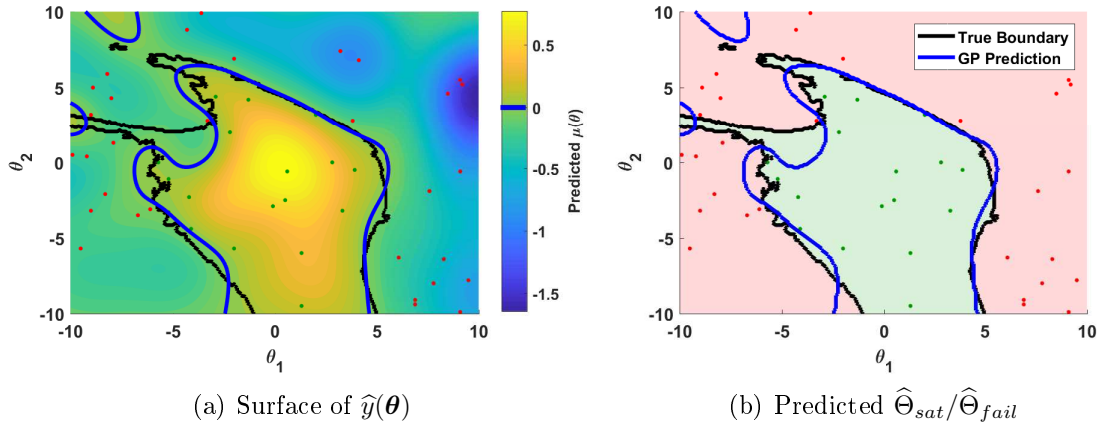 10
5
0
-5
-10
-10
-5
0
5
10
θ2
θ1
0.5
0
-0.5
-1
-1.5
Predicted μ(θ)
10
5
0
-5
-10
-10
-5
0
5
10
θ2
θ1
True Boundary
GP Prediction
(a) Surface of ŷ(θ)
(b) Predicted Θ̂sat/Θ̂fail